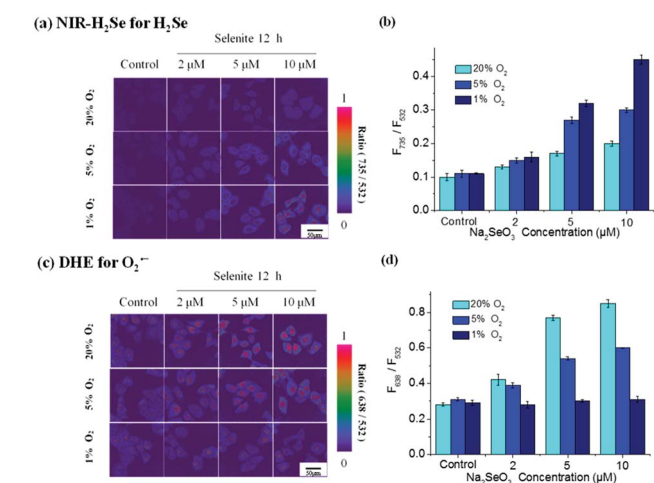 (a) NIR-H₂Se for H₂Se
Selenite 12 h
Control 2 μM 5 μM 10 μM
20% O₂
5% O₂
1% O₂
1
Ratio ( 735 / 532 )
0
50μm
(b)
F₇₃₅ / F₅₃₂
0.4
0.3
0.2
0.1
0.0
20% O₂
5% O₂
1% O₂
Control 2 5 10
Na₂SeO₃ Concentration (μM)
(c) DHE for O₂•⁻
Selenite 12 h
Control 2 μM 5 μM 10 μM
20% O₂
5% O₂
1% O₂
1
Ratio ( 638 / 532 )
0
50μm
(d)
F₆₃₈ / F₅₃₂
0.8
0.6
0.4
0.2
0.0
20% O₂
5% O₂
1% O₂
Control 2 5 10
Na₂SeO₃ Concentration (μM)